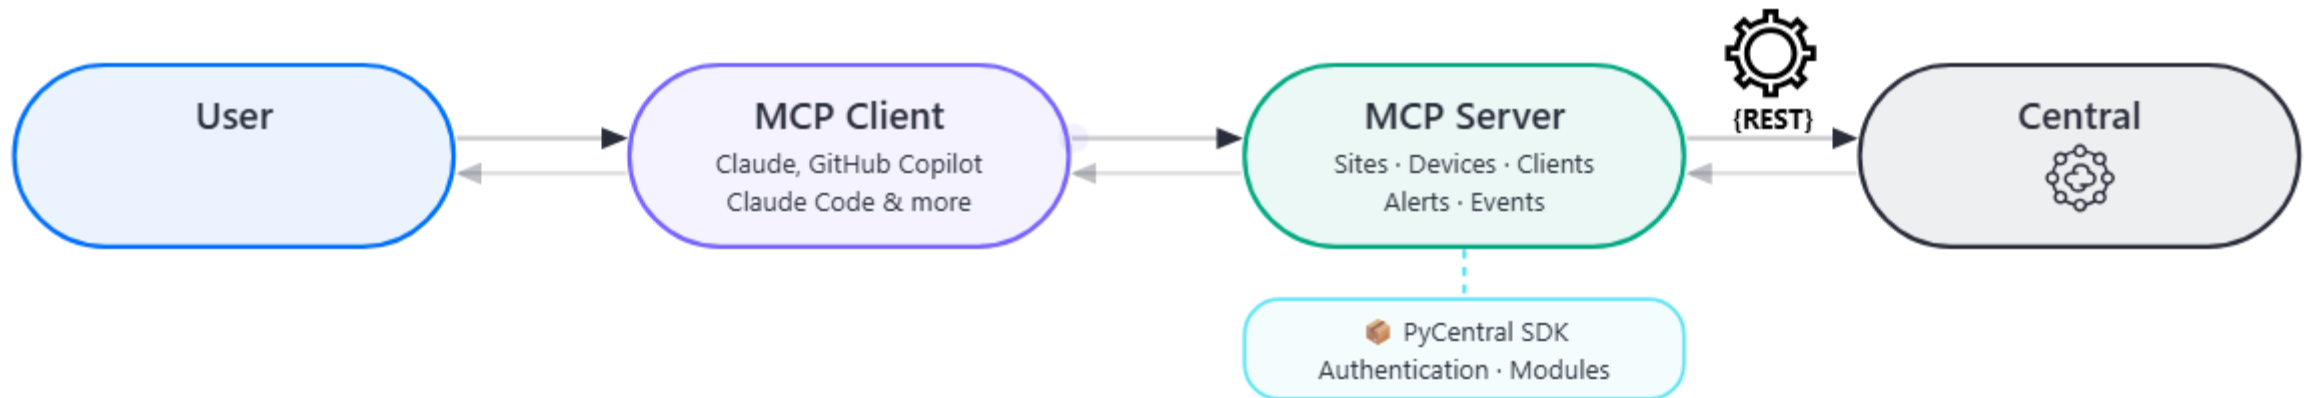 User
MCP Client
Claude, GitHub Copilot
Claude Code & more
MCP Server
Sites · Devices · Clients
Alerts · Events
{REST}
Central
📦 PyCentral SDK
Authentication · Modules